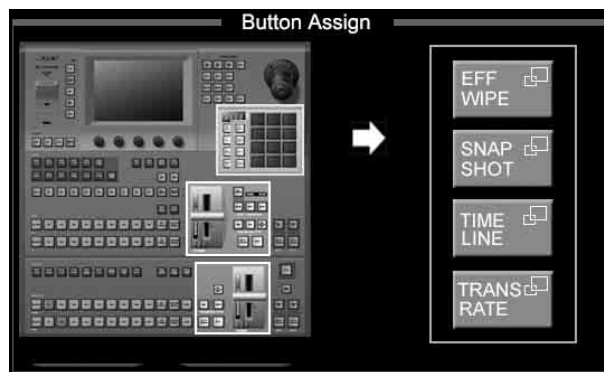 Button Assign
EFF
WIPE
SNAP
SHOT
TIME
LINE
TRANS
RATE